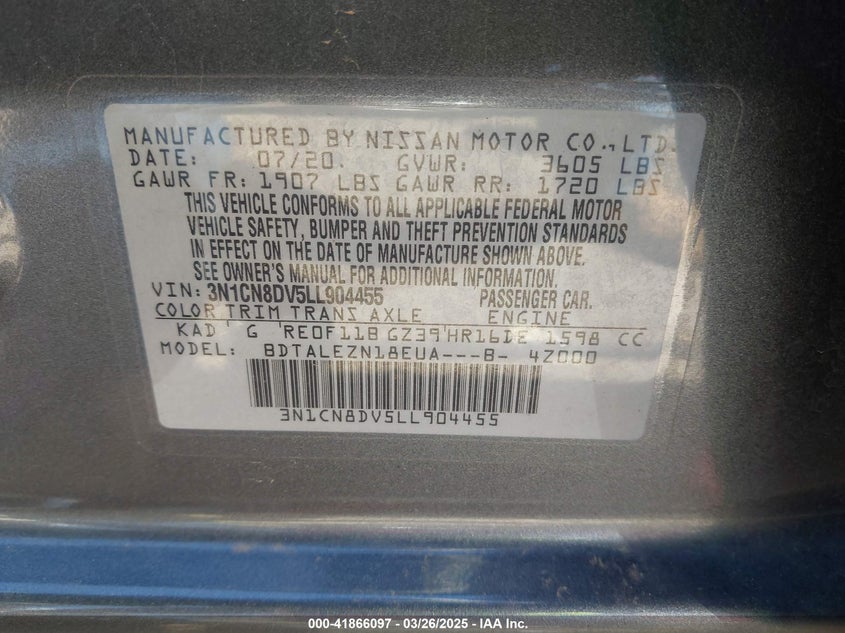 MANUFACTURED BY NISSAN MOTOR CO., LTD.
DATE: 07/20. GVWR: 3605 LBS
GAWR FR: 1907 LBS GAWR RR: 1720 LBS
THIS VEHICLE CONFORMS TO ALL APPLICABLE FEDERAL MOTOR
VEHICLE SAFETY, BUMPER AND THEFT PREVENTION STANDARDS
IN EFFECT ON THE DATE OF MANUFACTURE SHOWN ABOVE.
SEE OWNER'S MANUAL FOR ADDITIONAL INFORMATION.
VIN: 3N1CN8DV5LL904455 PASSENGER CAR.
COLOR TRIM TRANS AXLE ENGINE
KAD G RE0F11B GZ39 HR16DE 1598 CC
MODEL: BDTALEZN18EUA---B- 4Z000
3N1CN8DV5LL904455
000-41866097 - 03/26/2025 - IAA Inc.